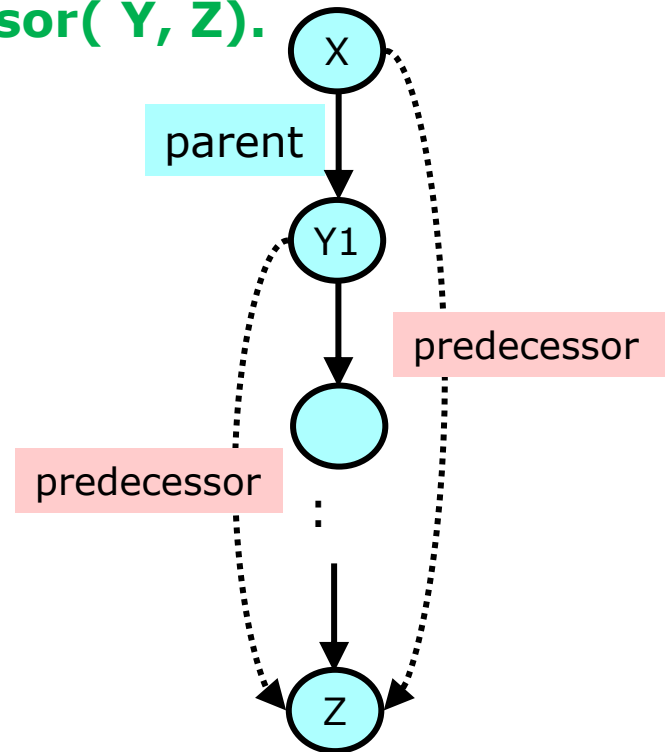 sor( Y, Z).
X
parent
Y1
predecessor
predecessor
:
Z